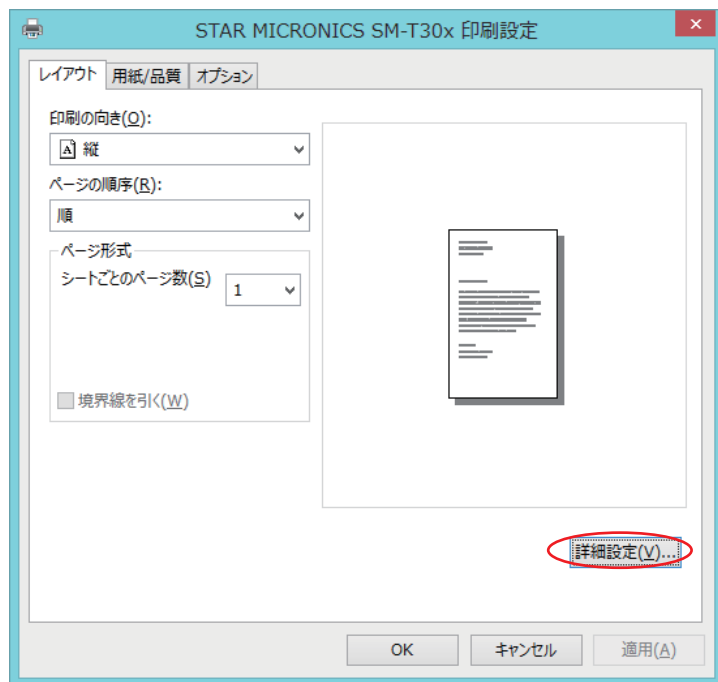 STAR MICRONICS SM-T30x 印刷設定
レイアウト 用紙/品質 オプション
印刷の向き(O):
縦
ページの順序(R):
順
ページ形式
シートごとのページ数(S)
1
境界線を引く(W)
詳細設定(V)...
OK キャンセル 適用(A)